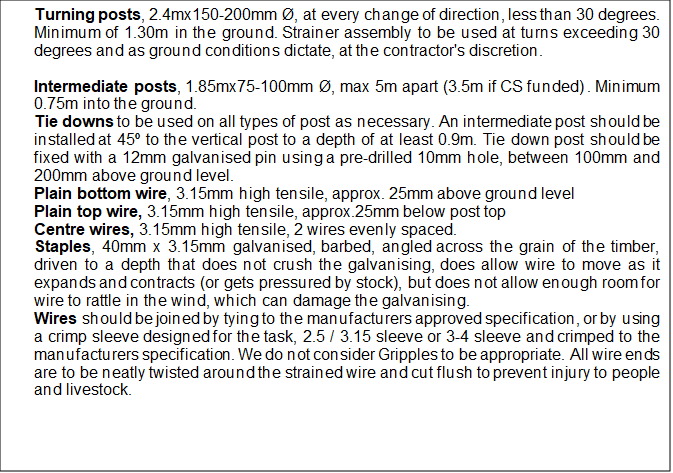 Turning posts, 2.4mx150-200mm Ø, at every change of direction, less than 30 degrees.
Minimum of 1.30m in the ground. Strainer assembly to be used at turns exceeding 30
degrees and as ground conditions dictate, at the contractor's discretion.
Intermediate posts, 1.85mx75-100mm Ø, max 5m apart (3.5m if CS funded). Minimum
0.75m into the ground.
Tie downs to be used on all types of post as necessary. An intermediate post should be
installed at 45º to the vertical post to a depth of at least 0.9m. Tie down post should be
fixed with a 12mm galvanised pin using a pre-drilled 10mm hole, between 100mm and
200mm above ground level.
Plain bottom wire, 3.15mm high tensile, approx. 25mm above ground level
Plain top wire, 3.15mm high tensile, approx.25mm below post top
Centre wires, 3.15mm high tensile, 2 wires evenly spaced.
Staples, 40mm x 3.15mm galvanised, barbed, angled across the grain of the timber,
driven to a depth that does not crush the galvanising, does allow wire to move as it
expands and contracts (or gets pressured by stock), but does not allow enough room for
wire to rattle in the wind, which can damage the galvanising.
Wires should be joined by tying to the manufacturers approved specification, or by using
a crimp sleeve designed for the task, 2.5 / 3.15 sleeve or 3-4 sleeve and crimped to the
manufacturers specification. We do not consider Gripples to be appropriate. All wire ends
are to be neatly twisted around the strained wire and cut flush to prevent injury to people
and livestock.